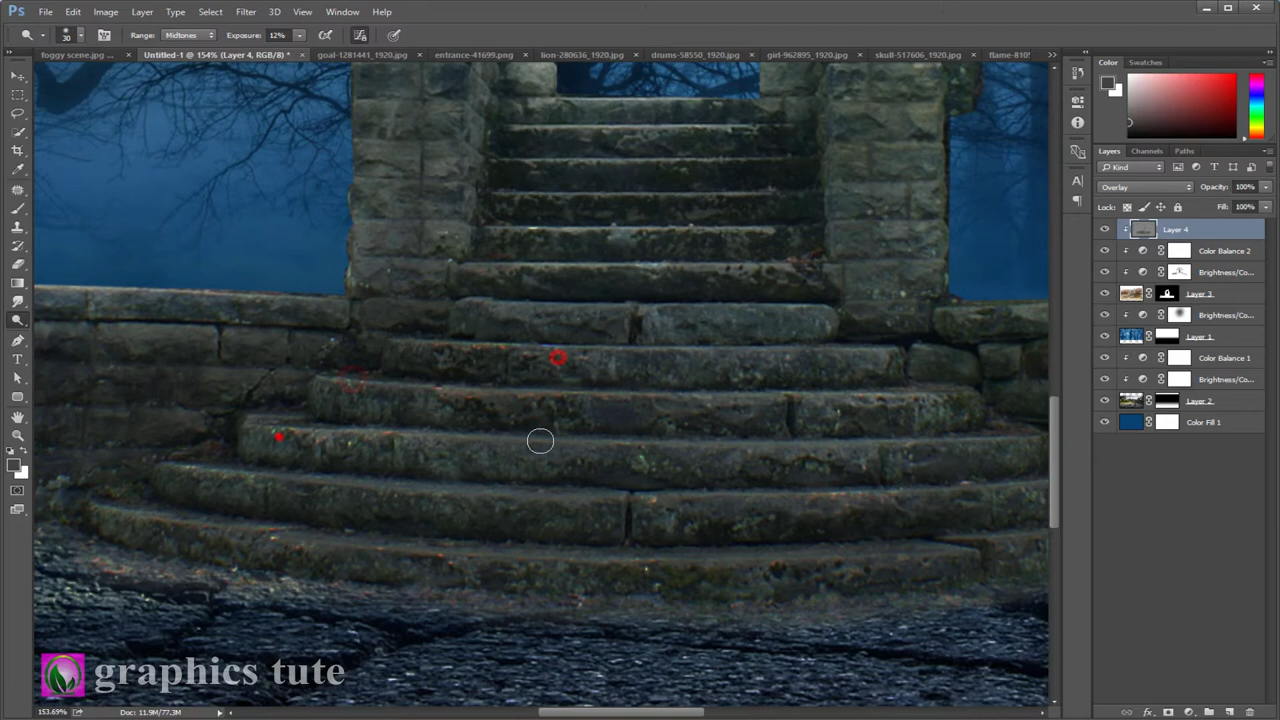 Ps File Edit Image Layer Type Select Filter 3D View Window Help
30 Range: Midtones Exposure: 12%
foggy scene.jpg ... × Untitled-1 @ 154% (Layer 4, RGB/8) * × goal-1281441_1920.jpg × entrance-41699.png × lion-280636_1920.jpg × drums-58550_1920.jpg × girl-962895_1920.jpg × skull-517606_1920.jpg × flame-8105
Color Swatches
Layers Channels Paths
Kind
Overlay Opacity: 100%
Lock: Fill: 100%
Layer 4
Color Balance 2
Brightness/Co...
Layer 3
Brightness/Co...
Layer 1
Color Balance 1
Brightness/Co...
Layer 2
Color Fill 1
graphics tute
153.69% Doc: 11.9M/77.3M